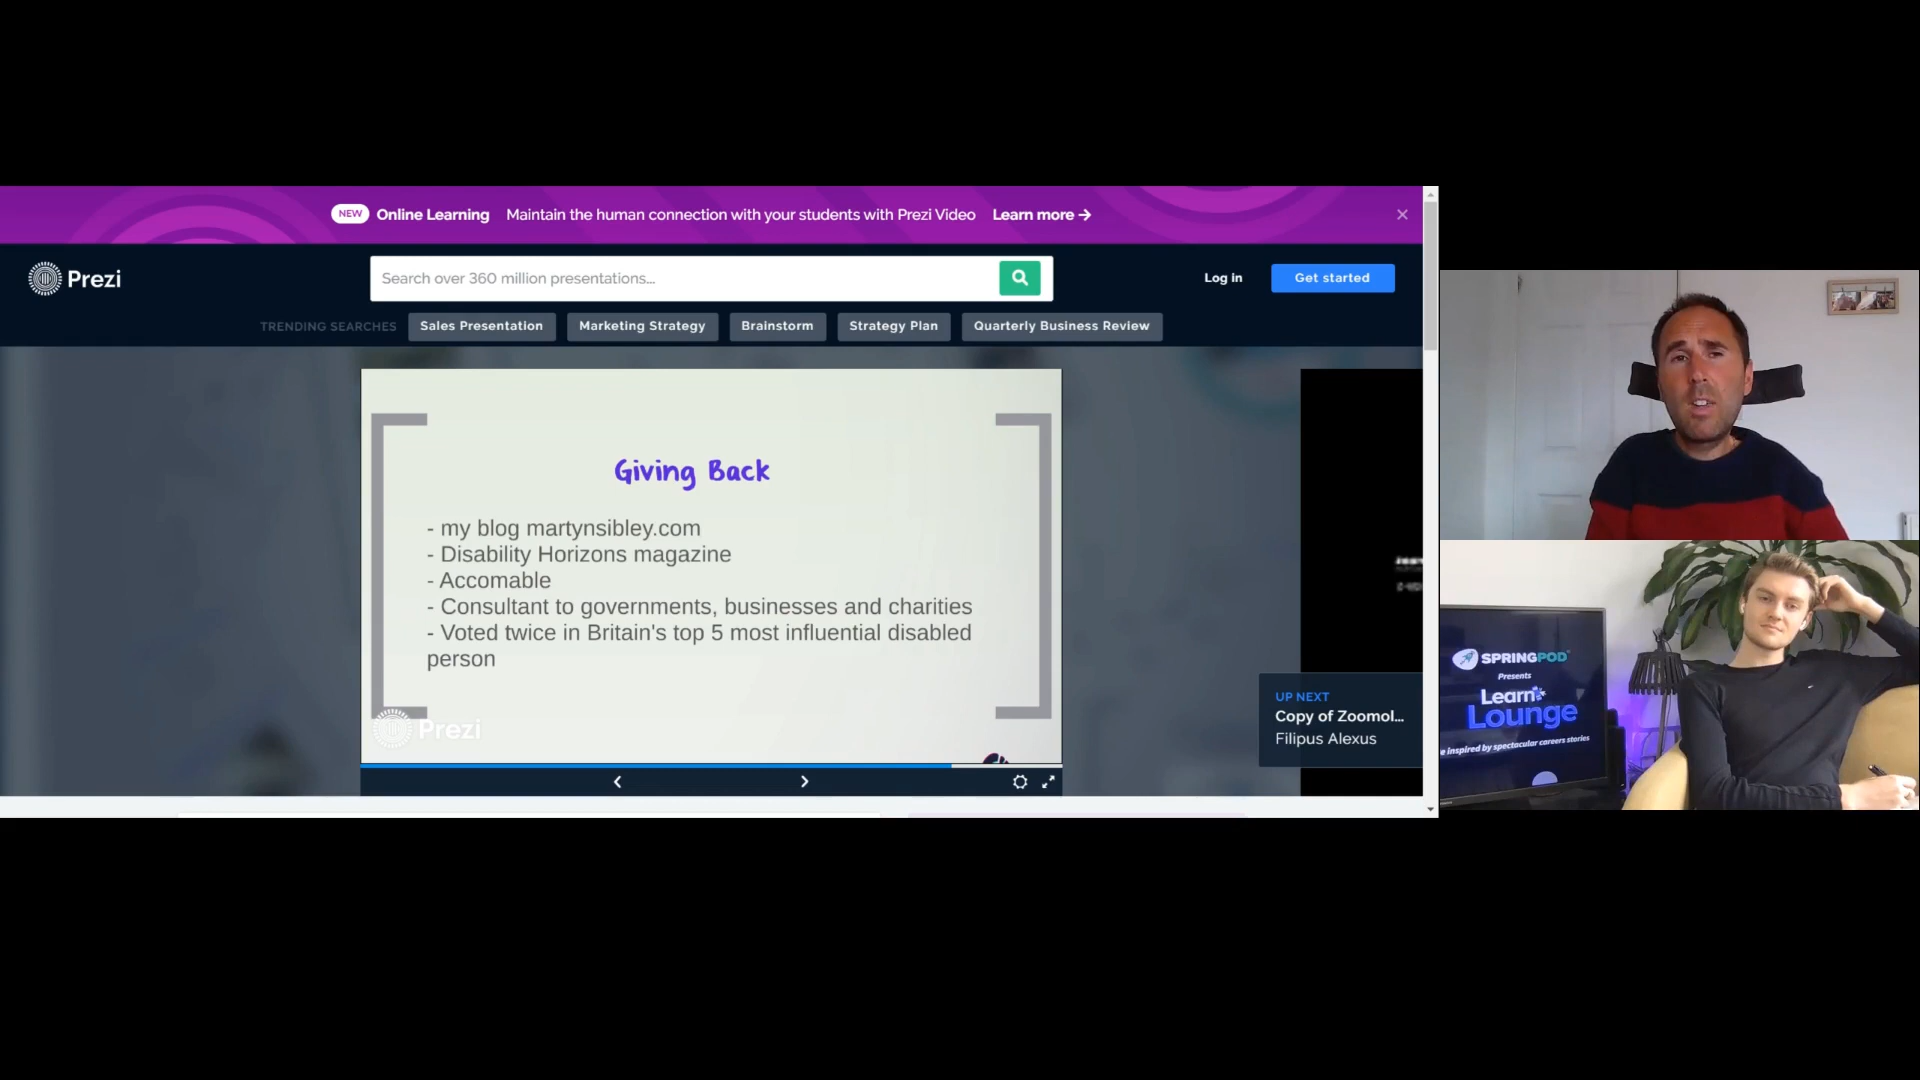 NEW Online Learning Maintain the human connection with your students with Prezi Video Learn more →
Prezi
Search over 360 million presentations...
Log in
Get started
TRENDING SEARCHES
Sales Presentation
Marketing Strategy
Brainstorm
Strategy Plan
Quarterly Business Review
Giving Back
- my blog martynsibley.com
- Disability Horizons magazine
- Accomable
- Consultant to governments, businesses and charities
- Voted twice in Britain's top 5 most influential disabled
person
Prezi
UP NEXT
Copy of Zoomol...
Filipus Alexus
SPRINGPOD
Presents
Learn
Lounge
e inspired by spectacular careers stories